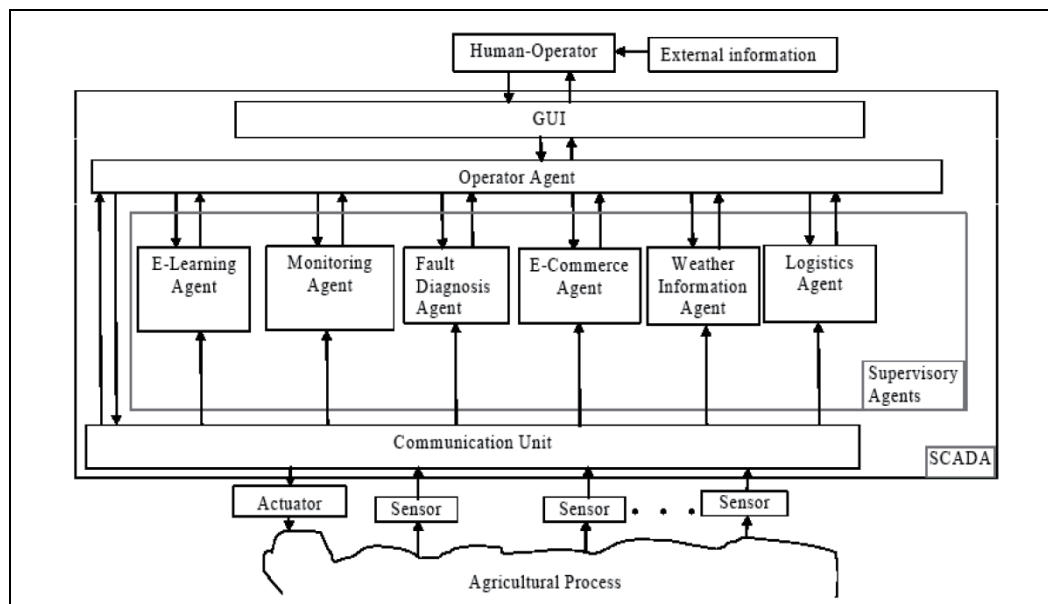 Human-Operator
External information
GUI
Operator Agent
E-Learning
Agent
Monitoring
Agent
Fault
Diagnosis
Agent
E-Commerce
Agent
Weather
Information
Agent
Logistics
Agent
Supervisory
Agents
Communication Unit
SCADA
Actuator
Sensor
Sensor
Sensor
Agricultural Process